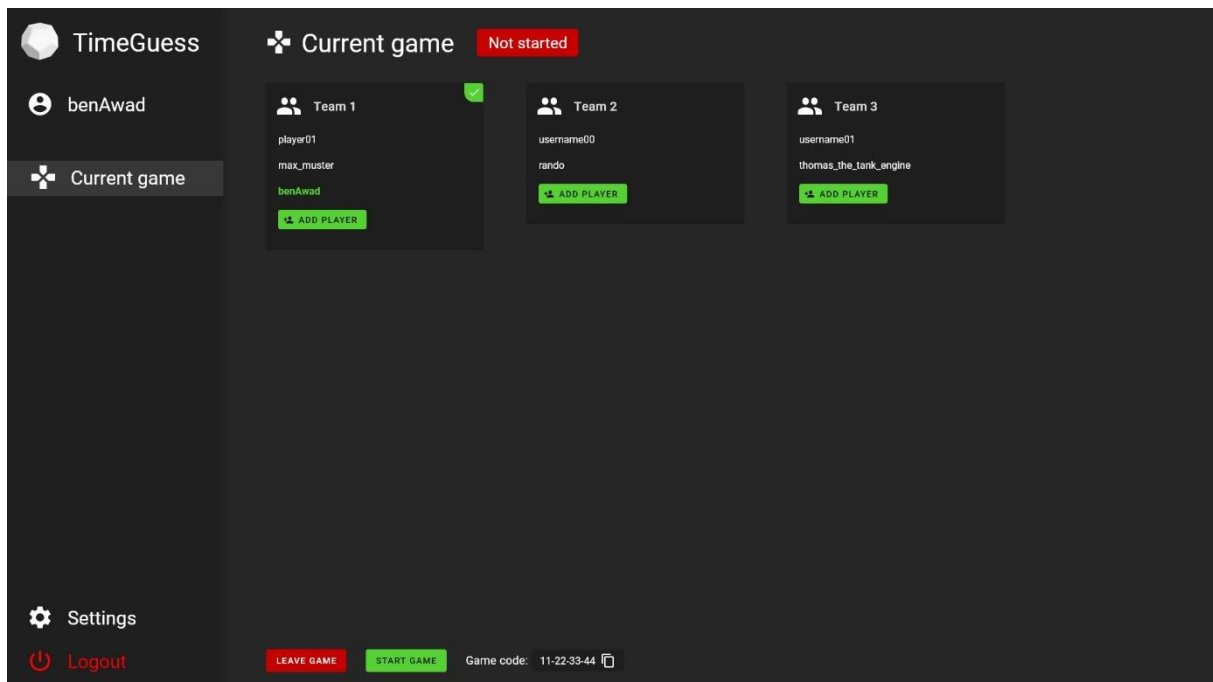 TimeGuess
benAwad
Current game
Settings
Logout
Current game Not started
Team 1
player01
max_muster
benAwad
ADD PLAYER
Team 2
username00
rando
ADD PLAYER
Team 3
username01
thomas_the_tank_engine
ADD PLAYER
LEAVE GAME START GAME Game code: 11-22-33-44